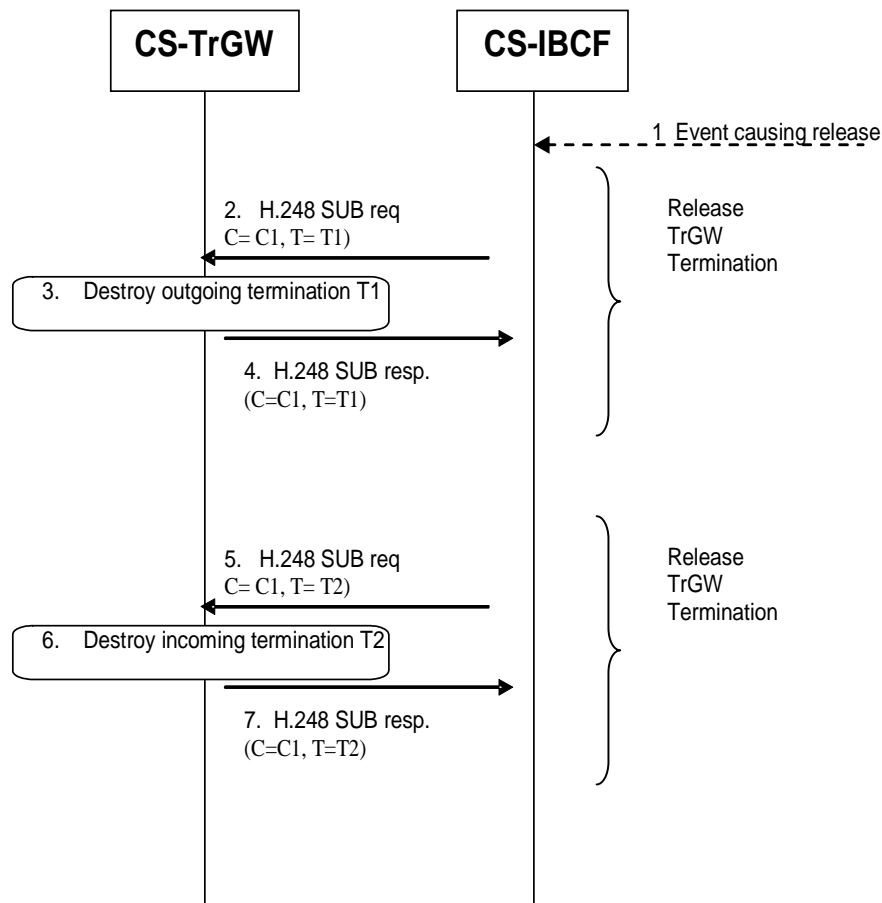 CS-TrGW
CS-IBCF
1 Event causing release
2. H.248 SUB req
C= C1, T= T1)
Release
TrGW
Termination
3. Destroy outgoing termination T1
4. H.248 SUB resp.
(C=C1, T=T1)
5. H.248 SUB req
C= C1, T= T2)
Release
TrGW
Termination
6. Destroy incoming termination T2
7. H.248 SUB resp.
(C=C1, T=T2)